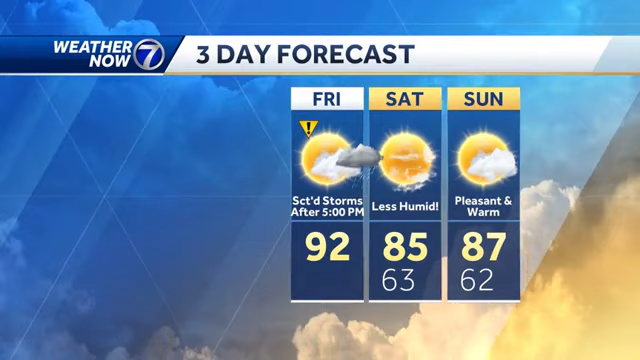 WEATHER
NOW 7
3 DAY FORECAST
FRI
SAT
SUN
!
Sct'd Storms
After 5:00 PM
Less Humid!
Pleasant &
Warm
92
85
87
63
62